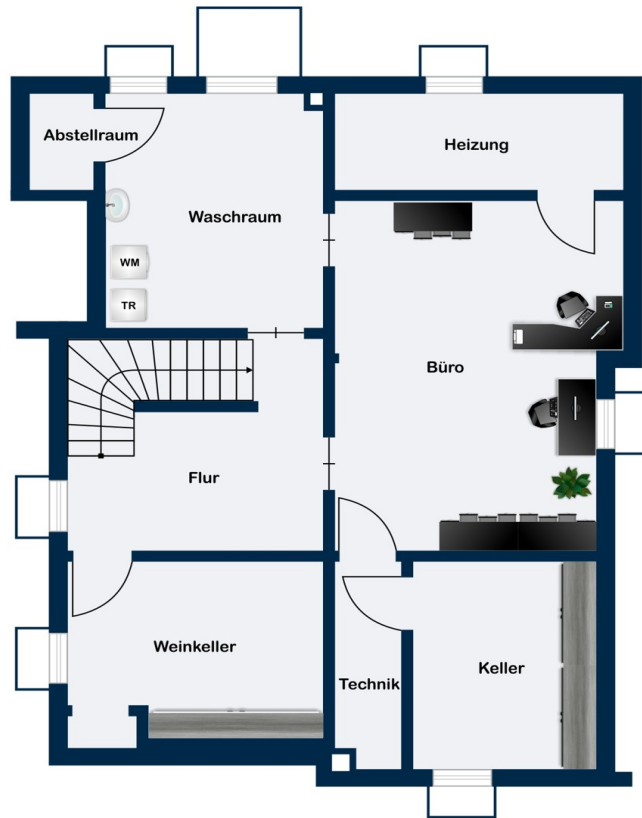 Abstellraum
Heizung
Waschraum
WM
TR
Büro
Flur
Weinkeller
Technik
Keller